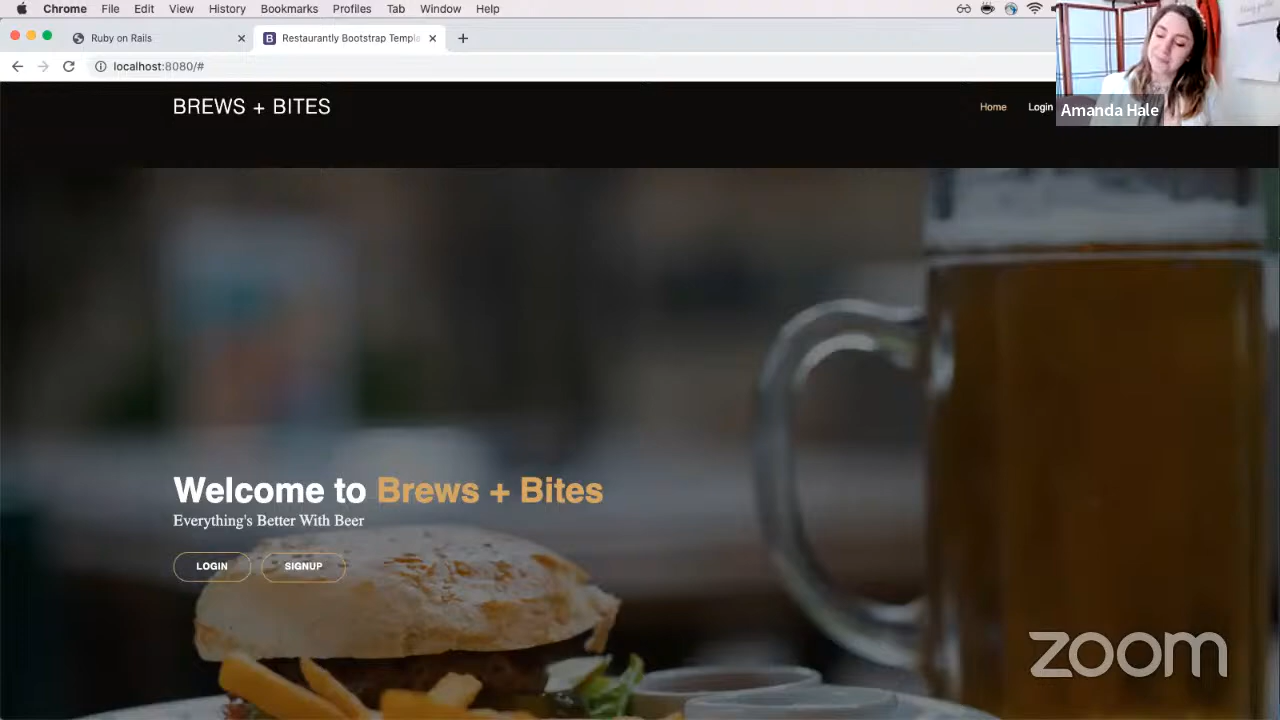 Chrome File Edit View History Bookmarks Profiles Tab Window Help
Ruby on Rails
Restaurantly Bootstrap Templa
localhost:8080/#
BREWS + BITES
Home Login
Amanda Hale
Welcome to Brews + Bites
Everything's Better With Beer
LOGIN SIGNUP
zoom